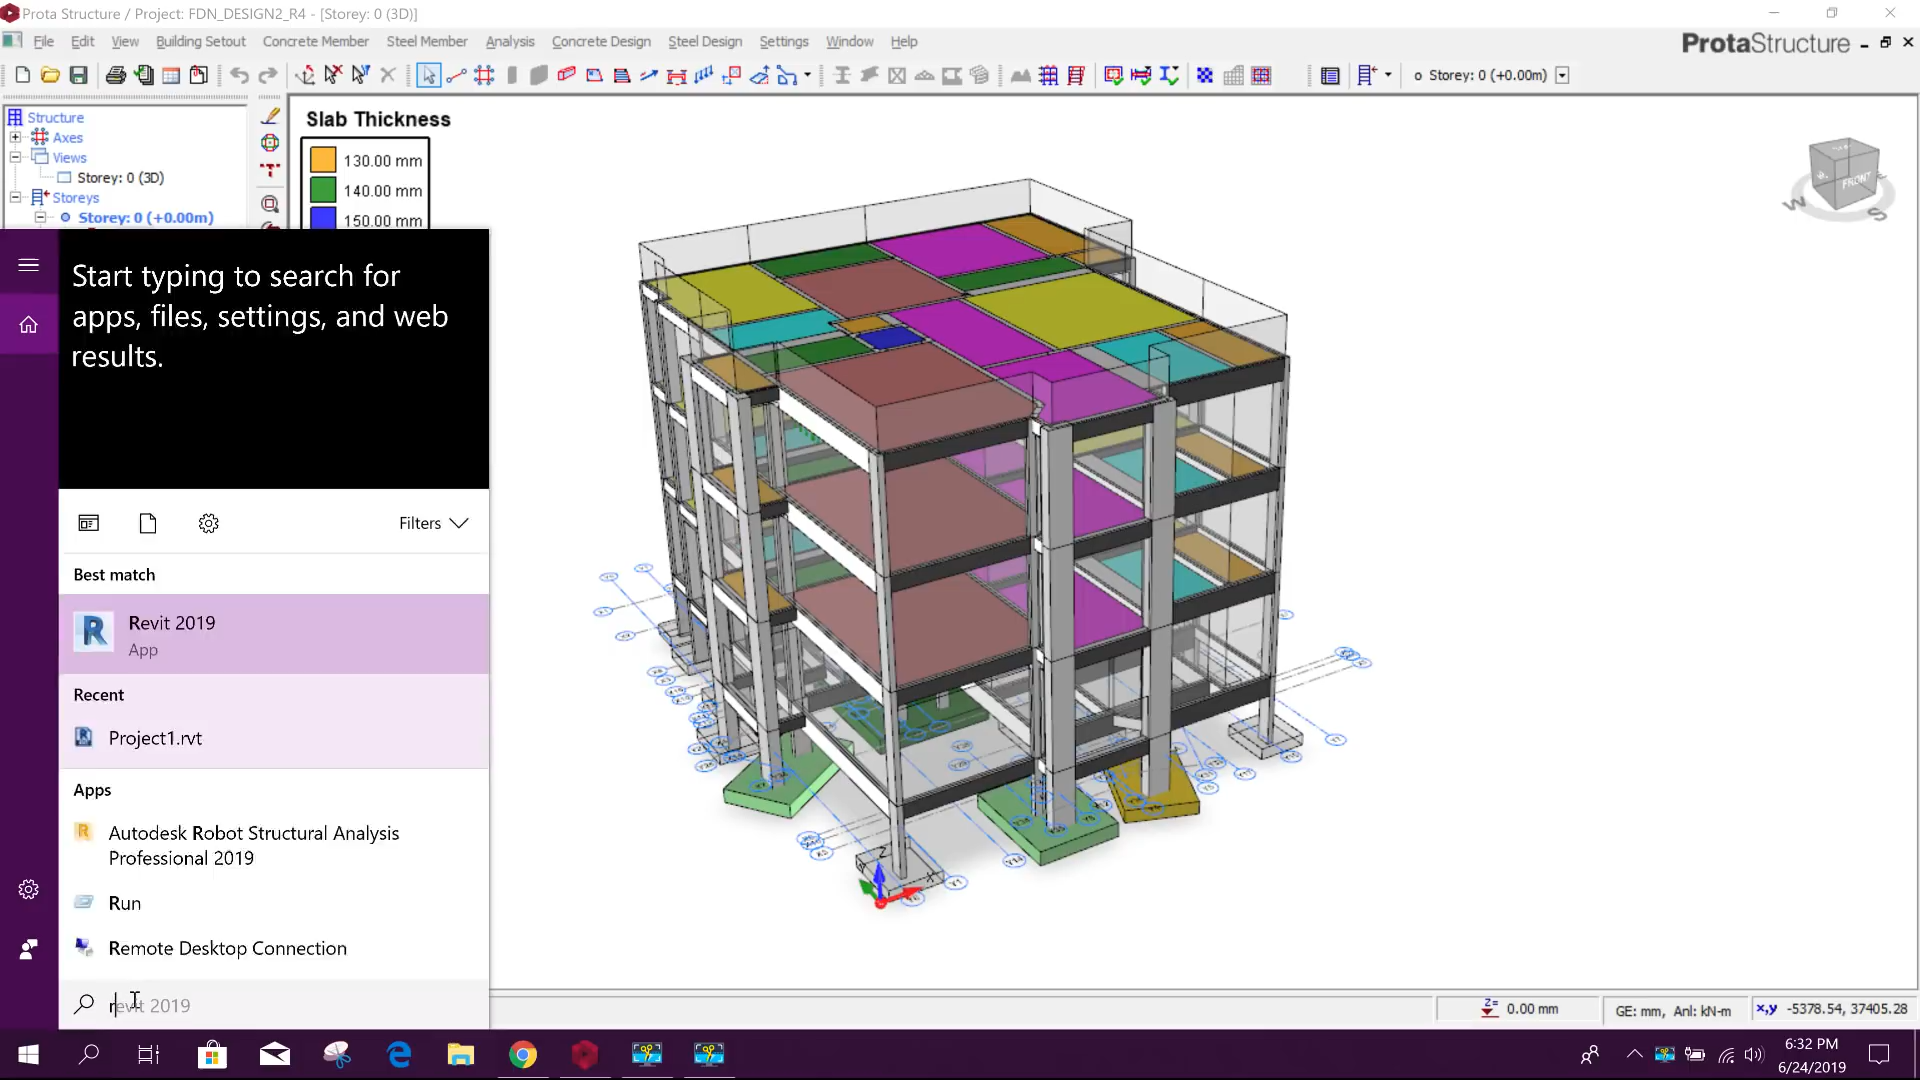 Prota Structure / Project: FDN_DESIGN2_R4 - [Storey: 0 (3D)]
File Edit View Building Setout Concrete Member Steel Member Analysis Concrete Design Steel Design Settings Window Help
ProtaStructure
Storey: 0 (+0.00m)
Structure
Axes
Views
Storey: 0 (3D)
Storeys
Storey: 0 (+0.00m)
Slab Thickness
130.00 mm
140.00 mm
150.00 mm
FRONT
W
S
Start typing to search for
apps, files, settings, and web
results.
Filters
Best match
Revit 2019
App
Recent
Project1.rvt
Apps
Autodesk Robot Structural Analysis
Professional 2019
Run
Remote Desktop Connection
revit 2019
Z
X
Z= 0.00 mm
GE: mm, Anl: kN-m
x,y -5378.54, 37405.28
6:32 PM
6/24/2019